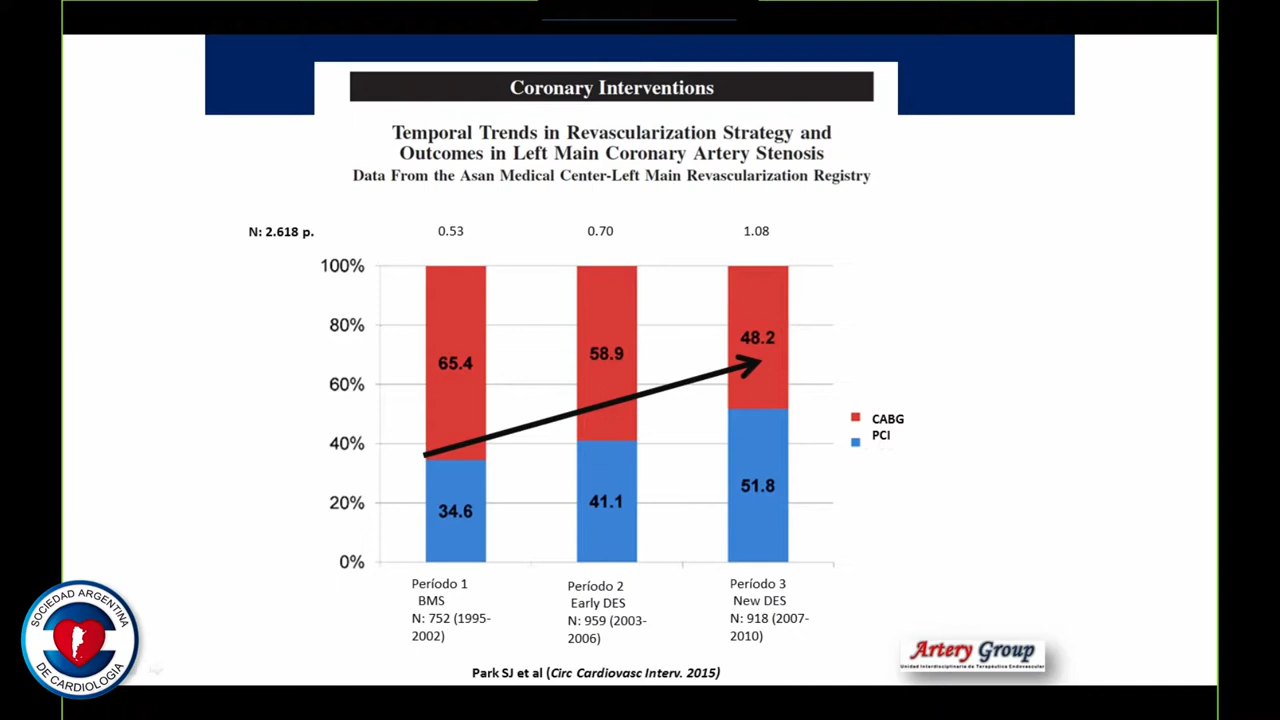 Coronary Interventions
Temporal Trends in Revascularization Strategy and
Outcomes in Left Main Coronary Artery Stenosis
Data From the Asan Medical Center-Left Main Revascularization Registry
N: 2.618 p.
0.53
0.70
1.08
100%
80%
60%
40%
20%
0%
65.4
58.9
48.2
34.6
41.1
51.8
CABG
PCI
Período 1
BMS
N: 752 (1995-
2002)
Período 2
Early DES
N: 959 (2003-
2006)
Período 3
New DES
N: 918 (2007-
2010)
Park SJ et al (Circ Cardiovasc Interv. 2015)
SOCIEDAD ARGENTINA
DE CARDIOLOGIA
Artery Group
Unidad Interdisciplinaria de Terapéutica Endovascular